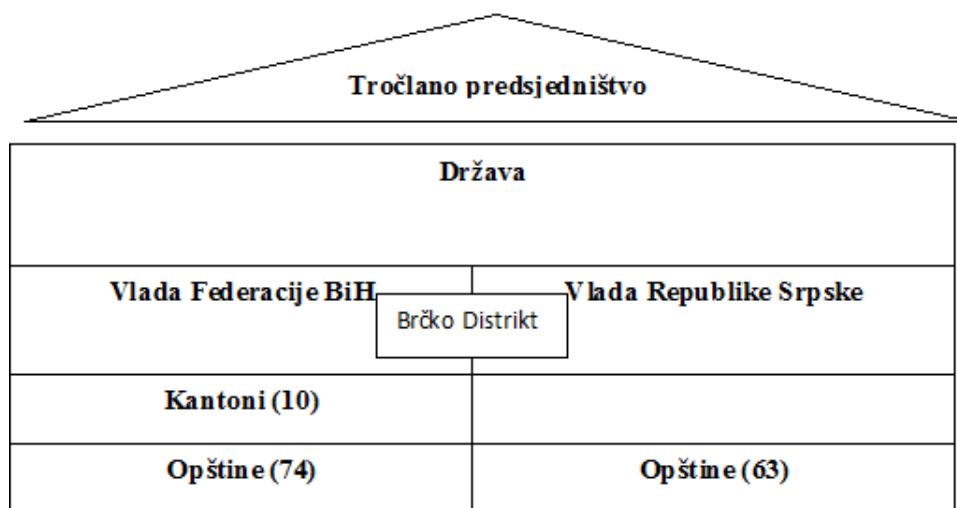 Tročlano predsjedništvo
Država
Vlada Federacije BiH
Vlada Republike Srpske
Brčko Distrikt
Kantoni (10)
Opštine (74)
Opštine (63)